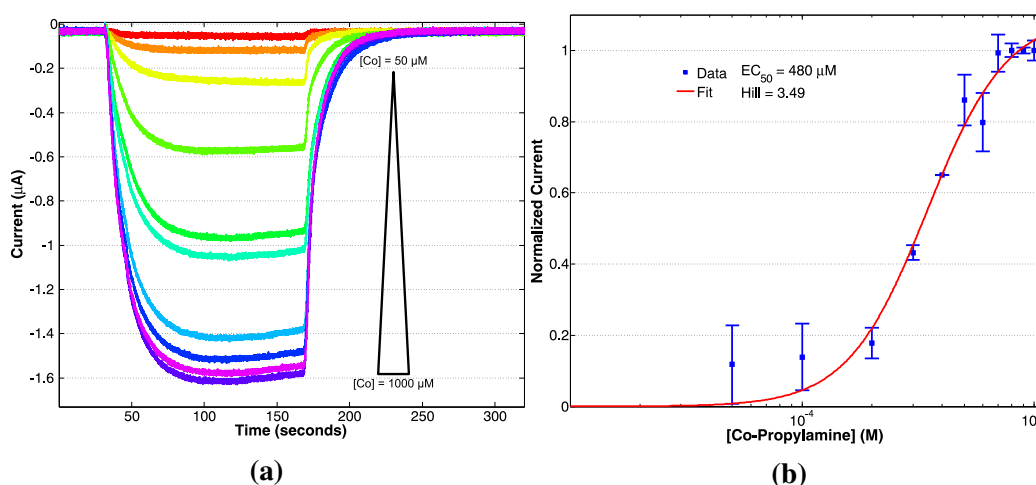 0
-0.2
-0.4
-0.6
-0.8
-1
-1.2
-1.4
-1.6
Current (μA)
50
100
150
200
250
300
Time (seconds)
[Co] = 50 μM
[Co] = 1000 μM
(a)
1
0.8
0.6
0.4
0.2
0
Normalized Current
Data
Fit
EC50 = 480 μM
Hill = 3.49
10-4
[Co-Propylamine] (M)
(b)